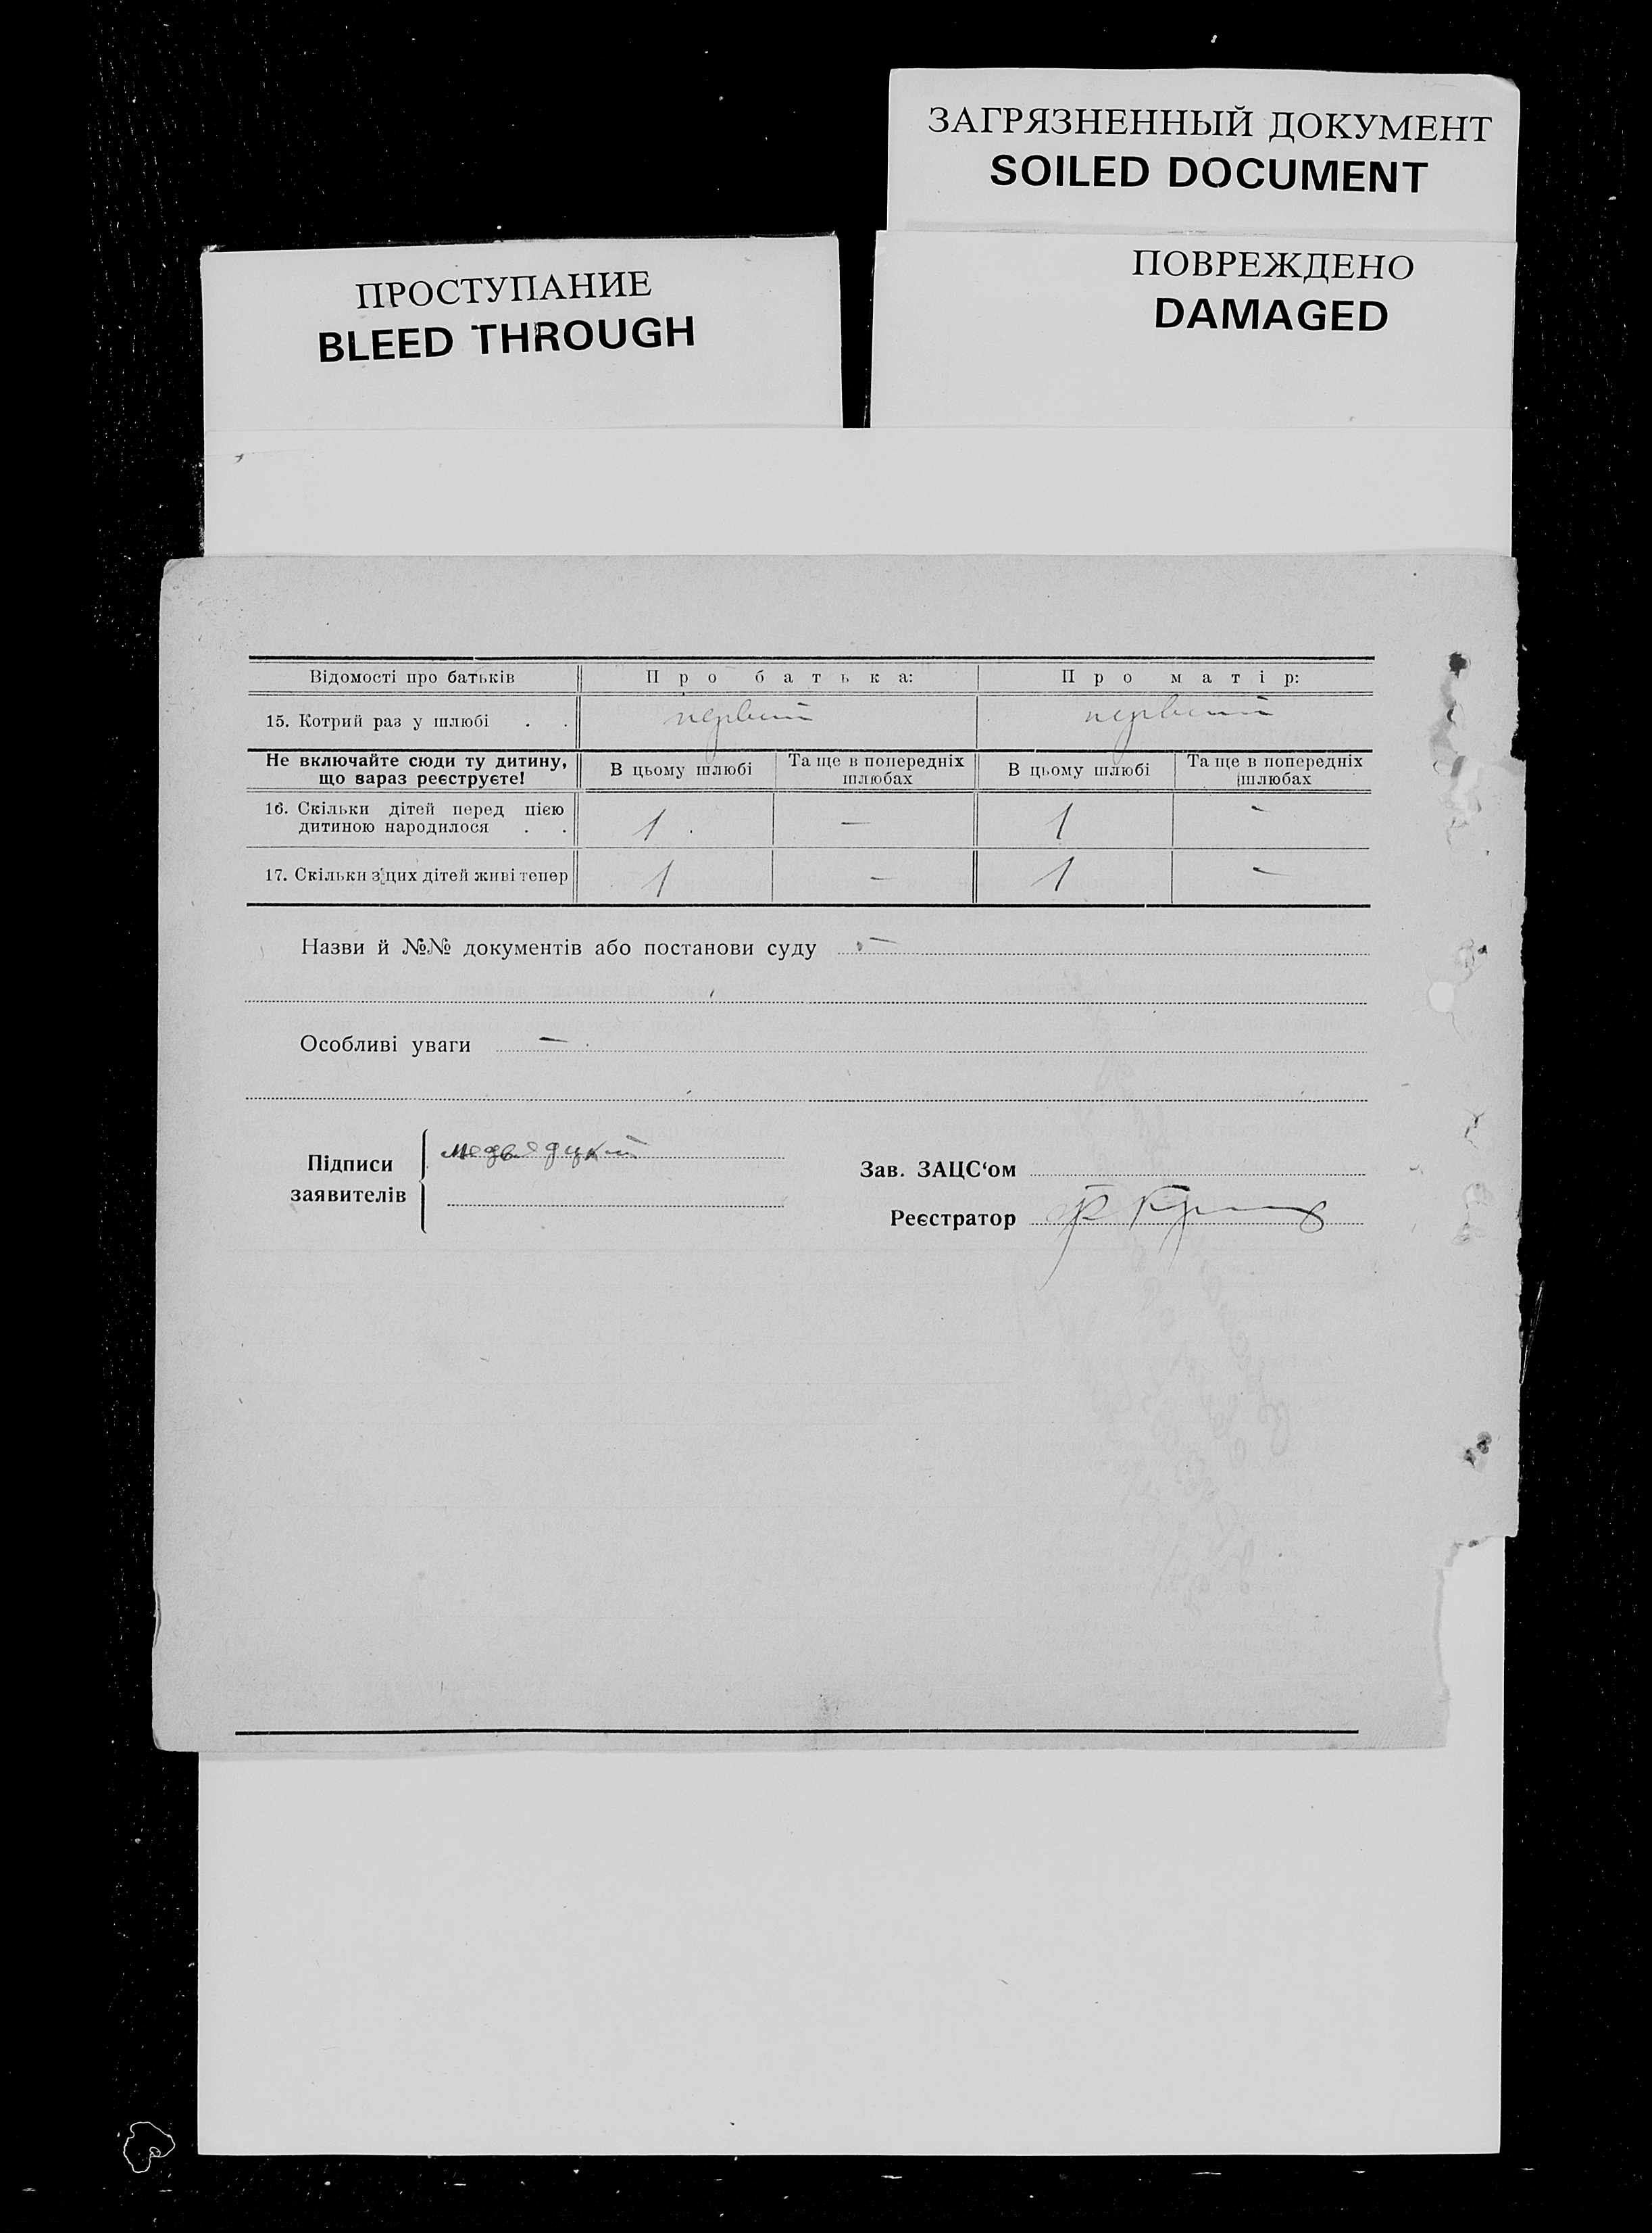 ЗАГРЯЗНЕННЫЙ ДОКУМЕНТ
SOILED DOCUMENT
ПРОСТУПАНИЕ
BLEED THROUGH
ПОВРЕЖДЕНО
DAMAGED
Відомості про батьків Про батька: Про матір:
15. Котрий раз у шлюбі . . первий первий
Не включайте сюди ту дитину, що вараз реєструєте! В цьому шлюбі Та ще в попередніх шлюбах В цьому шлюбі Та ще в попередніх шлюбах
16. Скільки дітей перед цією
дитиною народилося . . 1 — 1 —
17. Скільки з цих дітей живі тепер 1 — 1 —
Назви й №№ документів або постанови суду —
Особливі уваги —
Підписи
заявителів
Зав. ЗАЦС‘ом
Реєстратор